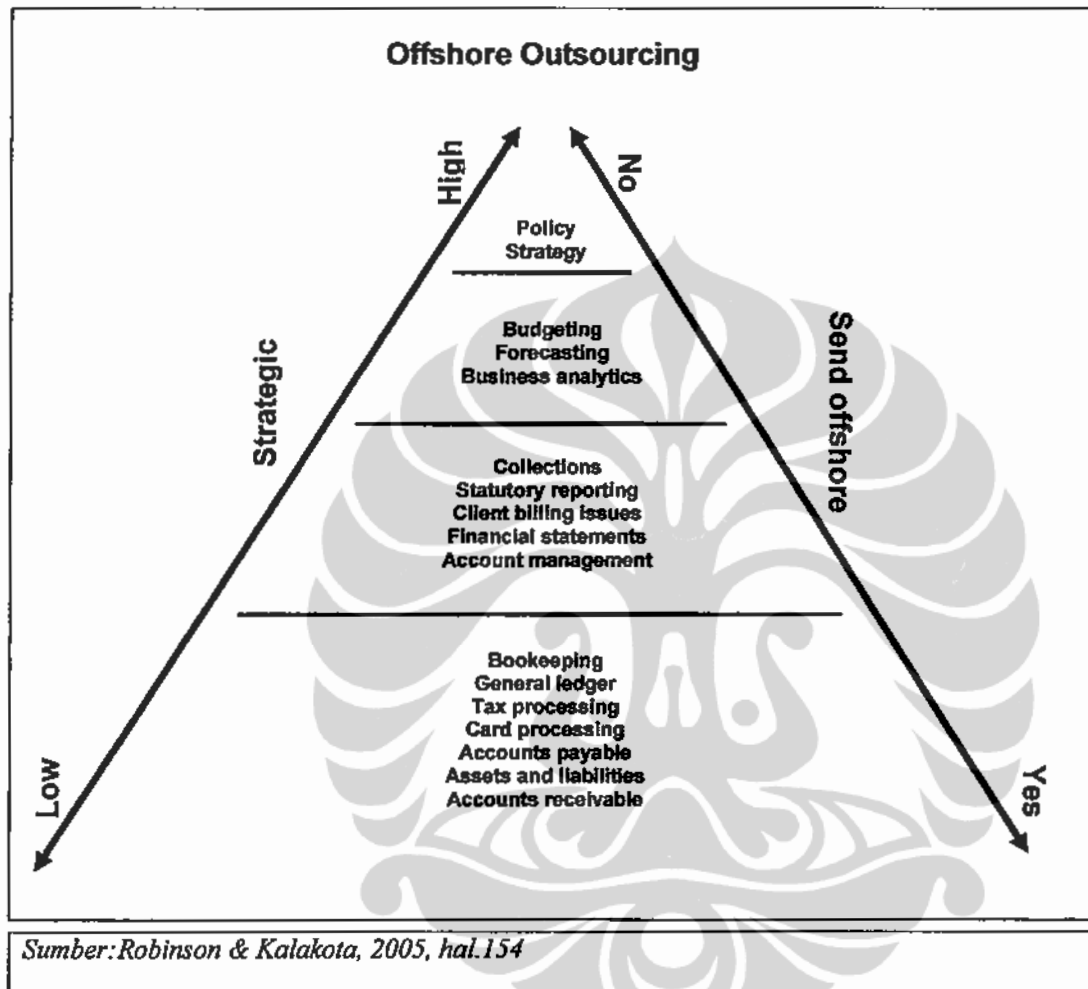 Offshore Outsourcing
High
No
Policy
Strategy
Budgeting
Forecasting
Business analytics
Strategic
Send offshore
Collections
Statutory reporting
Client billing issues
Financial statements
Account management
Bookeeping
General ledger
Tax processing
Card processing
Accounts payable
Assets and liabilities
Accounts receivable
Low
Yes
Sumber:Robinson & Kalakota, 2005, hal.154